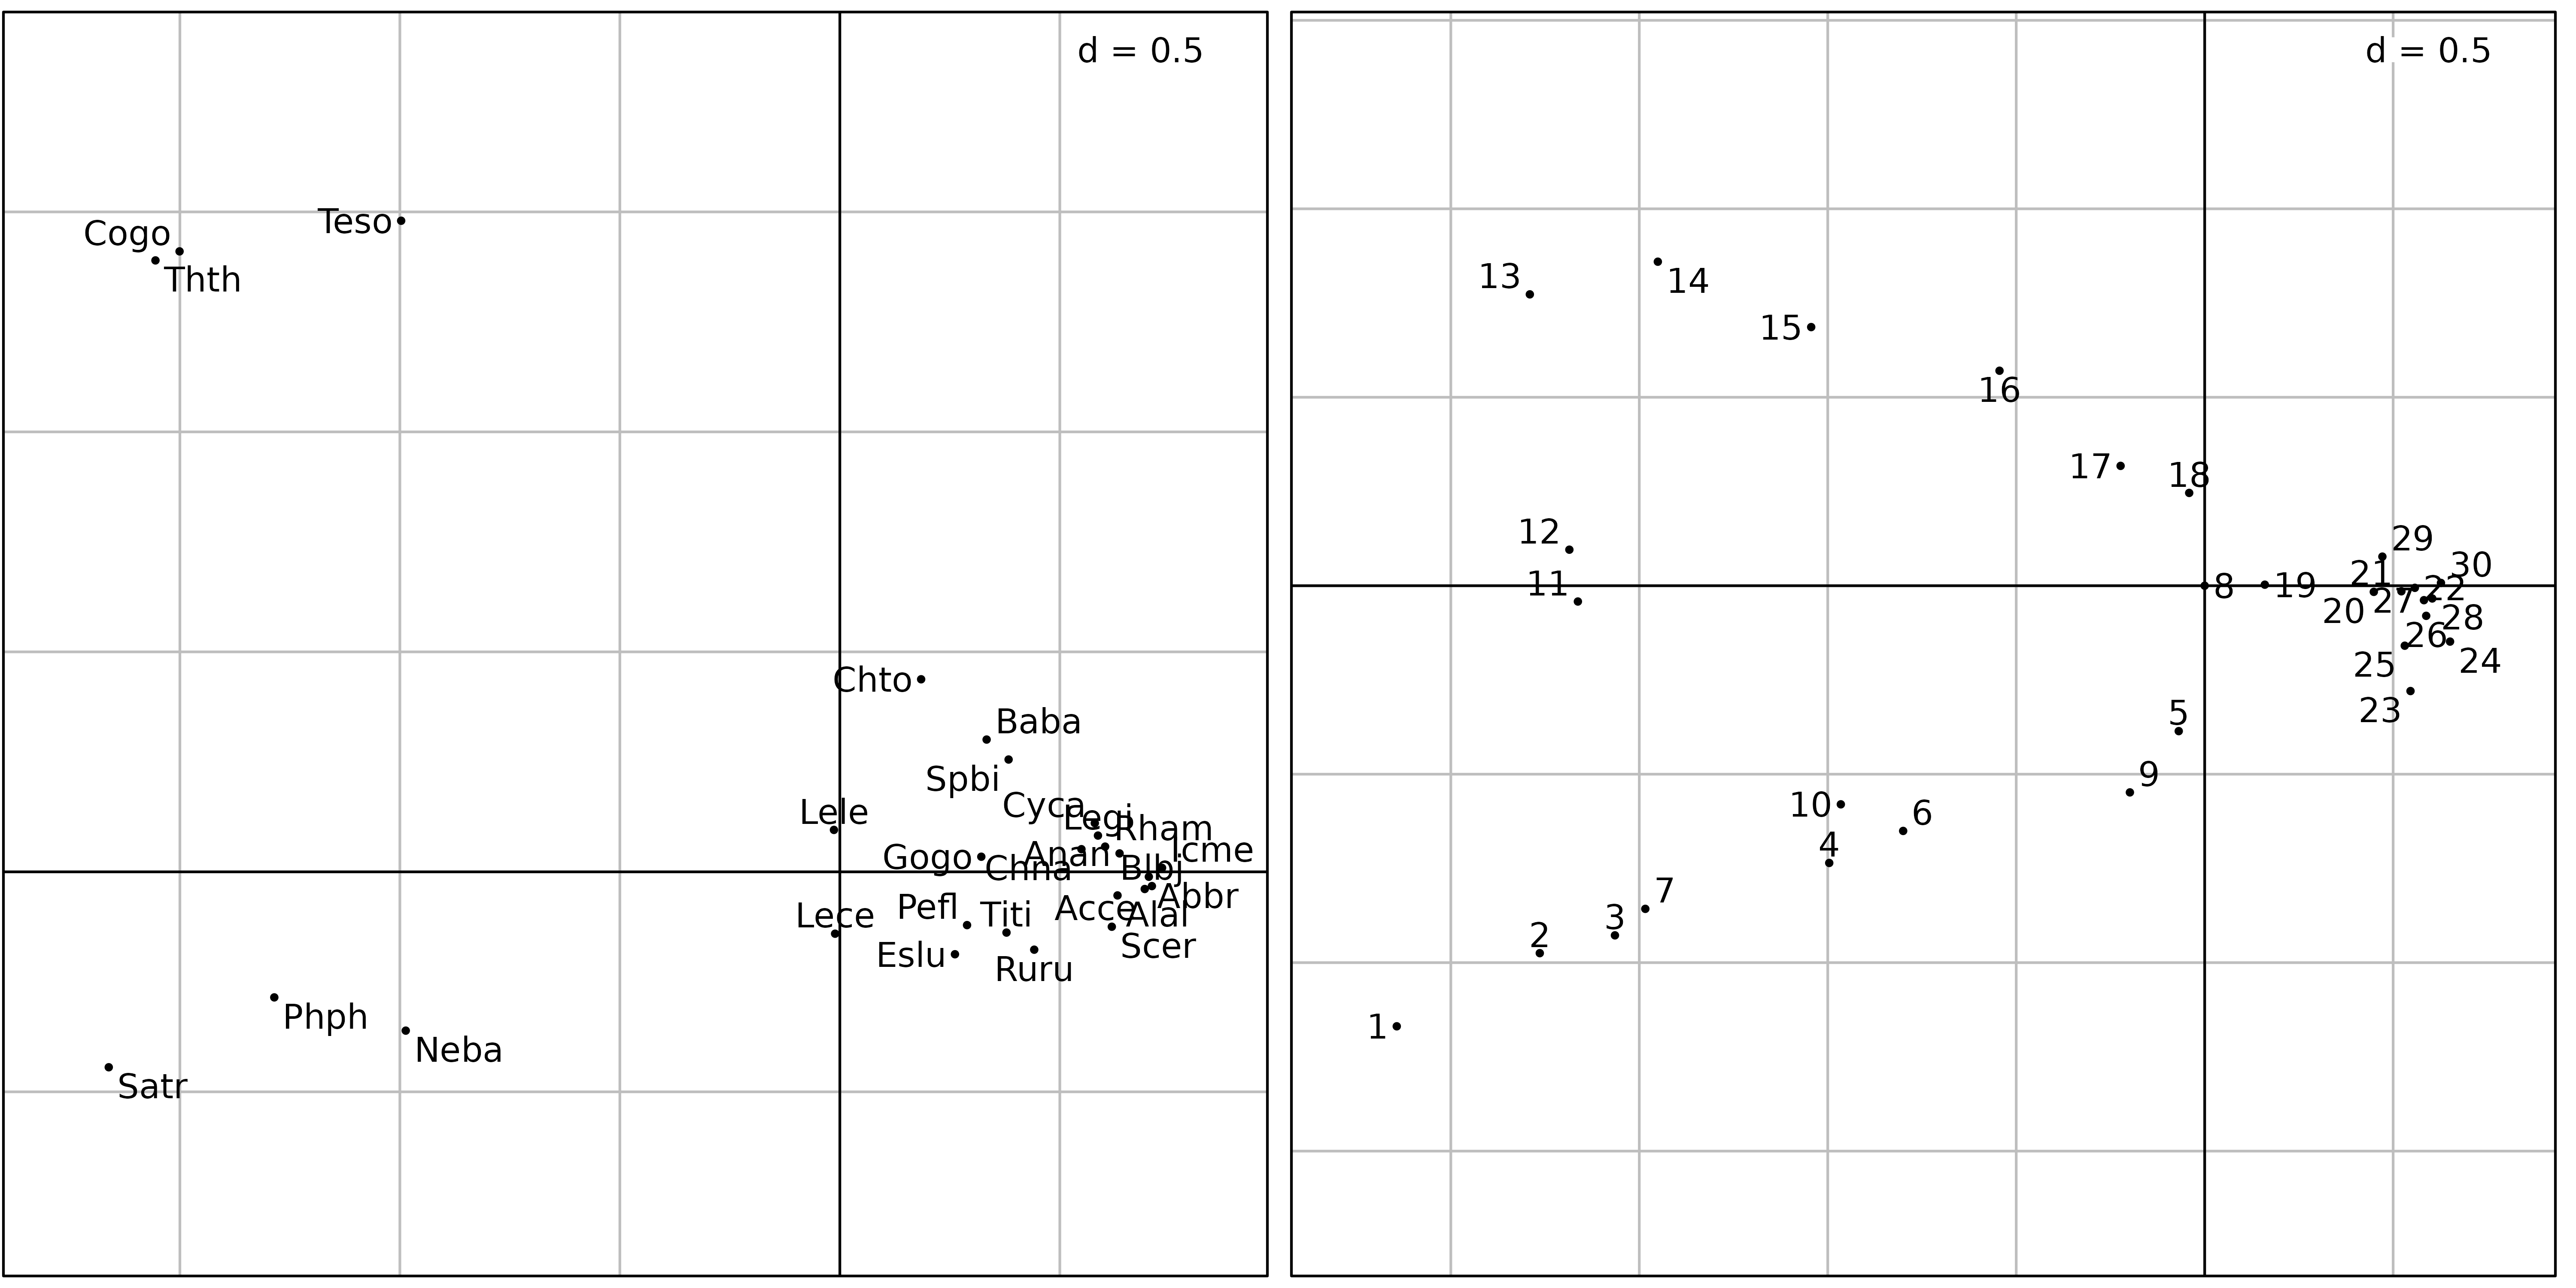 d = 0.5
Teso
Cogo
Thth
Chto
Baba
Spbi
Cyca
Lele
Legi
Rham
Icme
Anan
Gogo
Chna
Blbj
Abbr
Pefl
Acce
Alal
Titi
Lece
Scer
Eslu
Ruru
Phph
Neba
Satr
d = 0.5
13
14
15
16
17
18
12
29
30
21
11
8
19
22
27
20
28
26
24
25
23
5
9
10
6
4
7
3
2
1